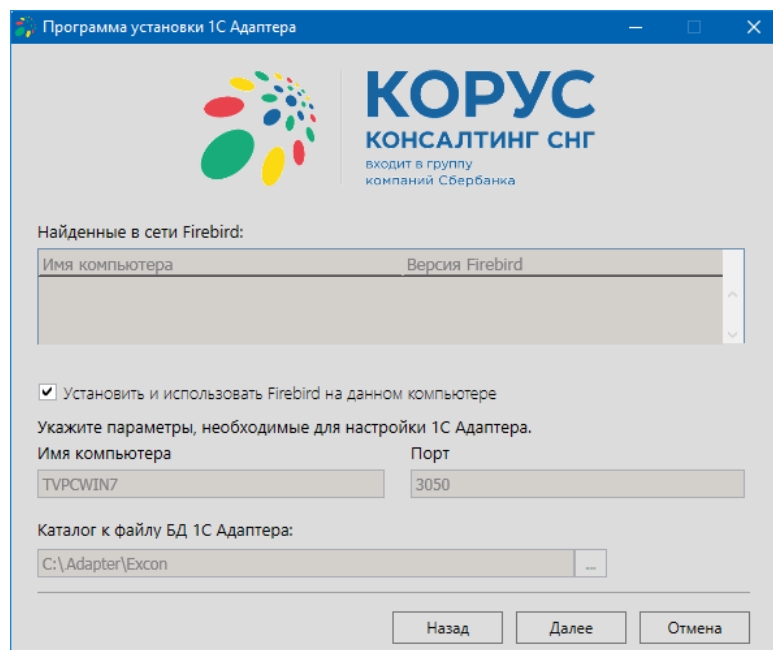 Программа установки 1С Адаптера
КОРУС
КОНСАЛТИНГ СНГ
входит в группу
компаний Сбербанка
Найденные в сети Firebird:
Имя компьютера Версия Firebird
Установить и использовать Firebird на данном компьютере
Укажите параметры, необходимые для настройки 1С Адаптера.
Имя компьютера Порт
TVPCWIN7 3050
Каталог к файлу БД 1С Адаптера:
C:\Adapter\Excon ...
Назад Далее Отмена